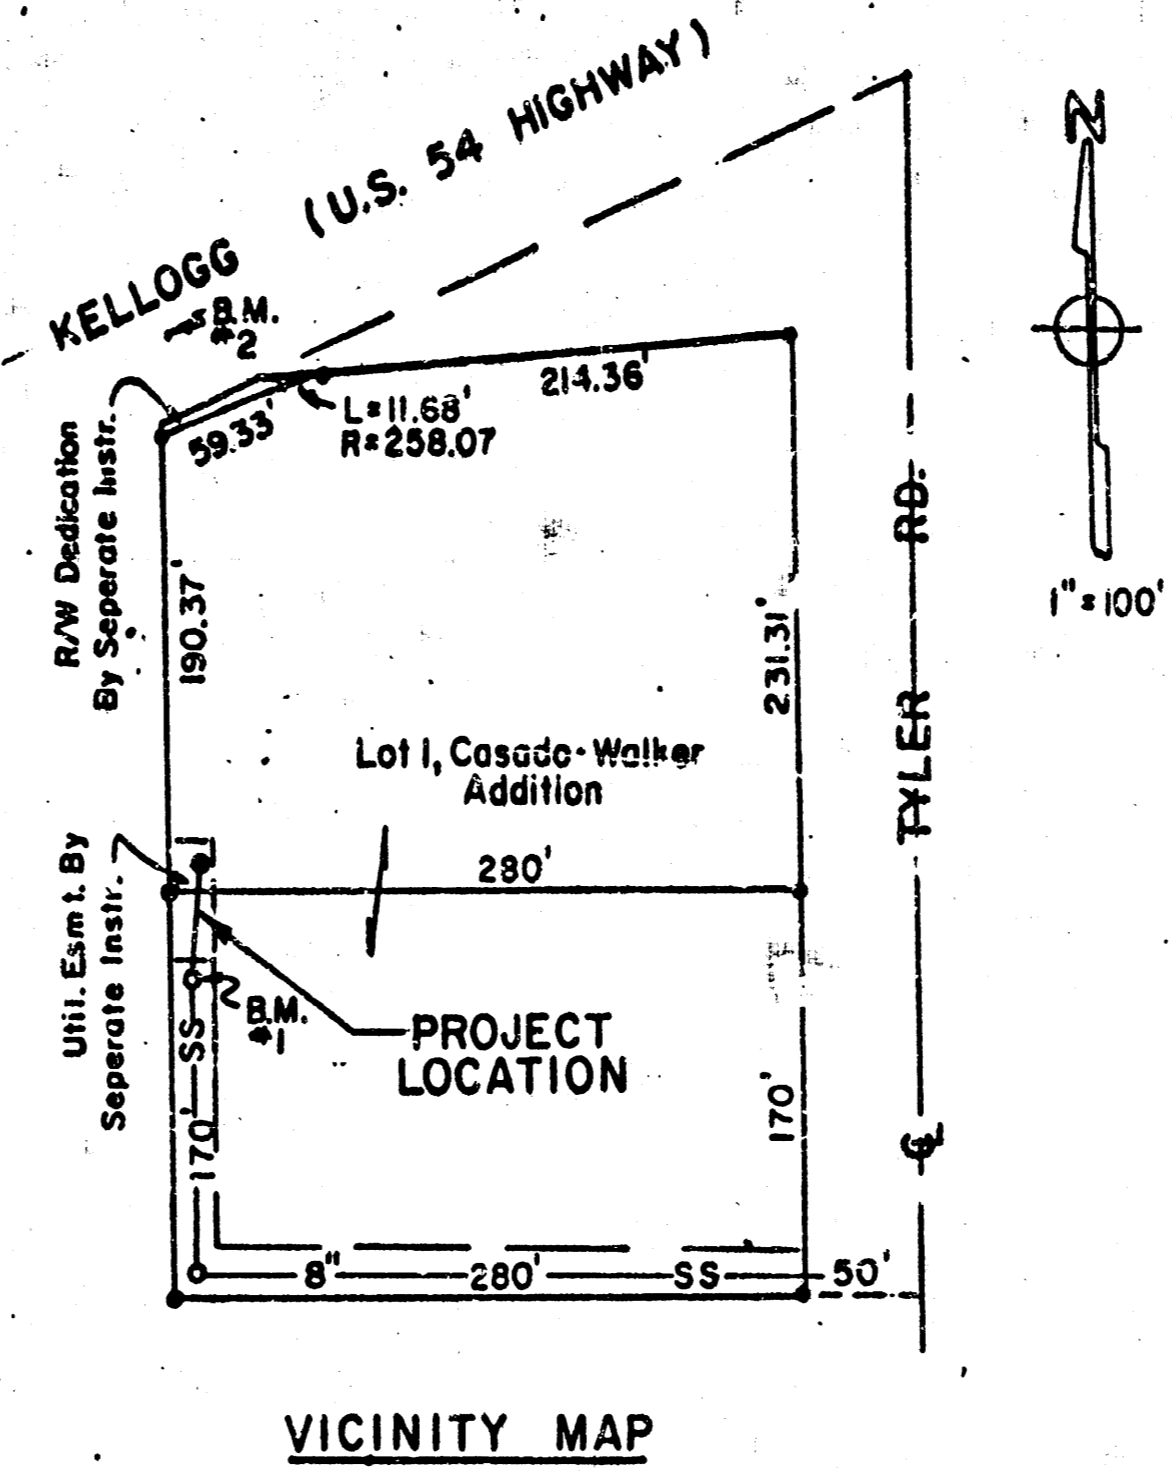 KELLOGG (U.S. 54 HIGHWAY)
N
B.M.
#2
214.36'
L=11.68'
R=258.07
59.33'
R/W Dedication
By Seperate Instr.
1"=100'
190.37'
231.31'
TYLER RD.
Lot 1, Casado-Walker
Addition
280'
Util. Esmt. By
Seperate Instr.
B.M.
#1
PROJECT
LOCATION
170' SS
170'
℄
8" 280' SS 50'
VICINITY MAP